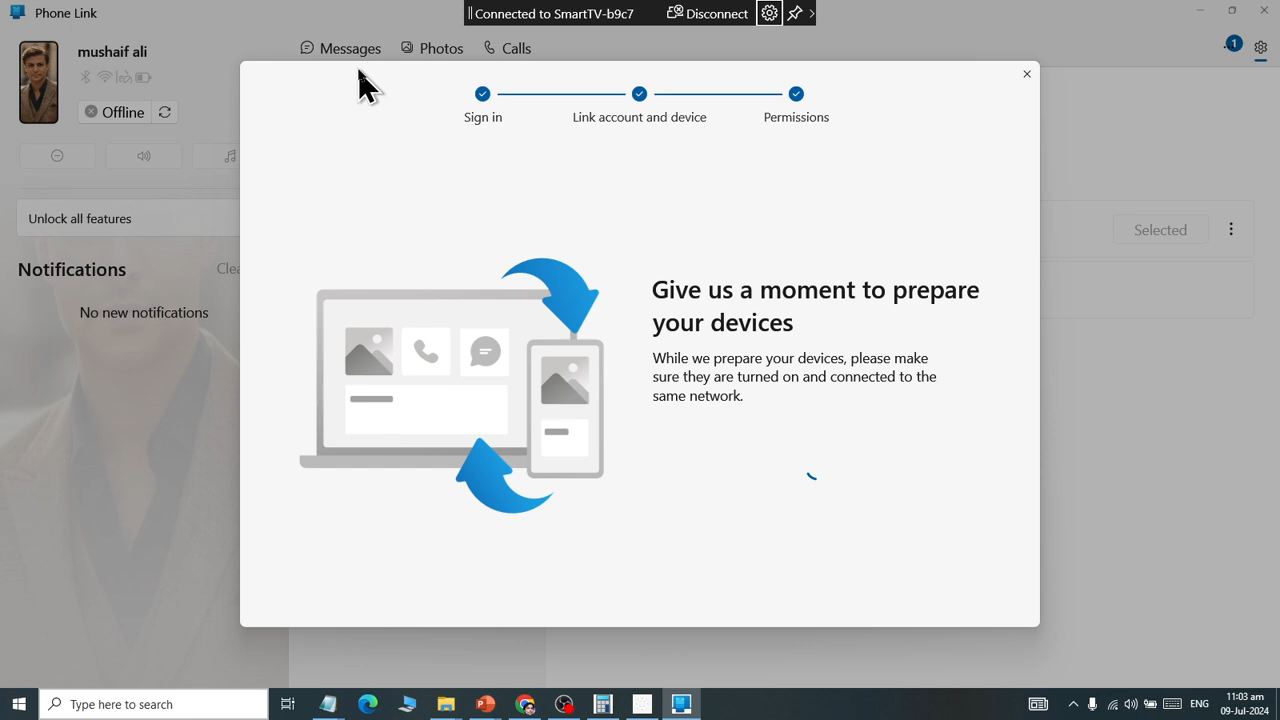 Phone Link
Connected to SmartTV-b9c7
Disconnect
mushaif ali
Messages
Photos
Calls
1
Offline
Sign in
Link account and device
Permissions
Unlock all features
Selected
Notifications
Clea
No new notifications
Give us a moment to prepare
your devices
While we prepare your devices, please make
sure they are turned on and connected to the
same network.
Type here to search
ENG
11:03 am
09-Jul-2024